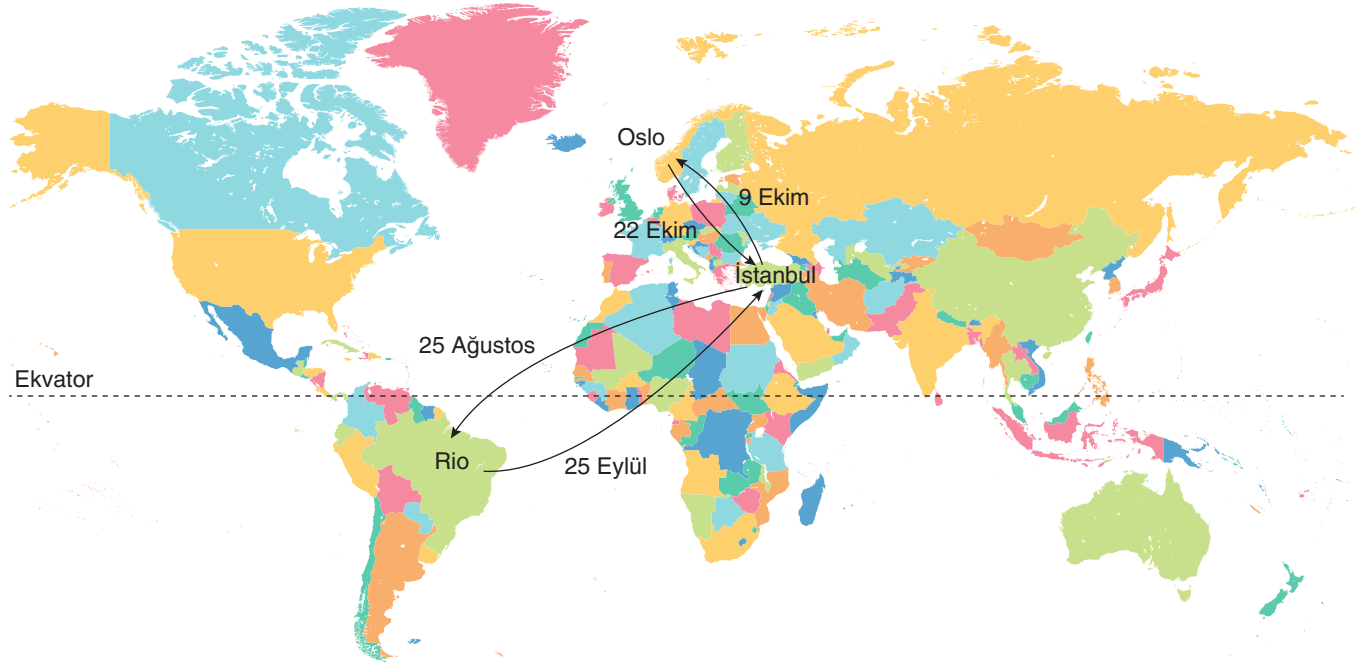 Oslo
9 Ekim
22 Ekim
İstanbul
25 Ağustos
Ekvator
Rio
25 Eylül